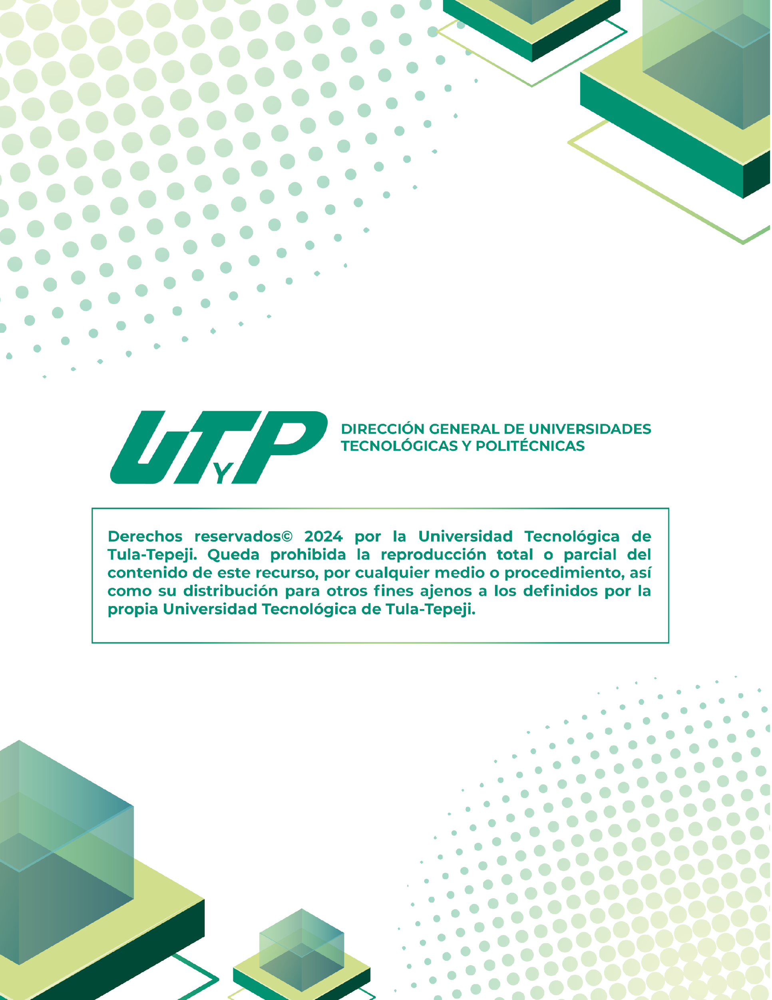 UTyP
DIRECCIÓN GENERAL DE UNIVERSIDADES
TECNOLÓGICAS Y POLITÉCNICAS
Derechos reservados© 2024 por la Universidad Tecnológica de
Tula-Tepeji. Queda prohibida la reproducción total o parcial del
contenido de este recurso, por cualquier medio o procedimiento, así
como su distribución para otros fines ajenos a los definidos por la
propia Universidad Tecnológica de Tula-Tepeji.